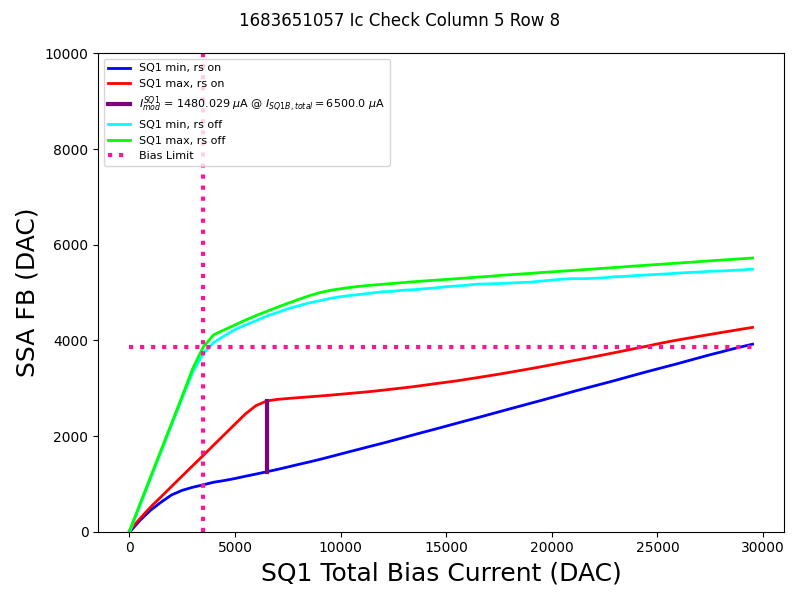 1683651057 Ic Check Column 5 Row 8
10000
8000
6000
4000
2000
0
SSA FB (DAC)
SQ1 min, rs on
SQ1 max, rs on
I_{mod}^{SQ1} = 1480.029 μA @ I_{SQ1B, total} = 6500.0 μA
SQ1 min, rs off
SQ1 max, rs off
Bias Limit
0 5000 10000 15000 20000 25000 30000
SQ1 Total Bias Current (DAC)